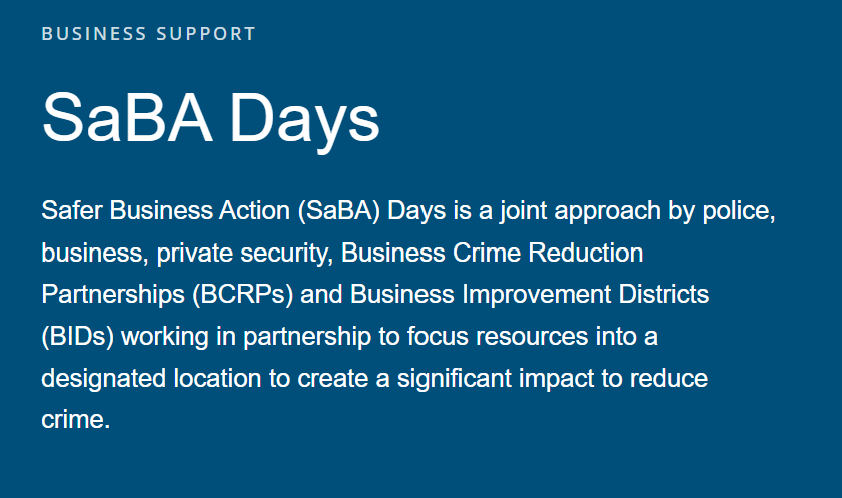 BUSINESS SUPPORT
SaBA Days
Safer Business Action (SaBA) Days is a joint approach by police,
business, private security, Business Crime Reduction
Partnerships (BCRPs) and Business Improvement Districts
(BIDs) working in partnership to focus resources into a
designated location to create a significant impact to reduce
crime.